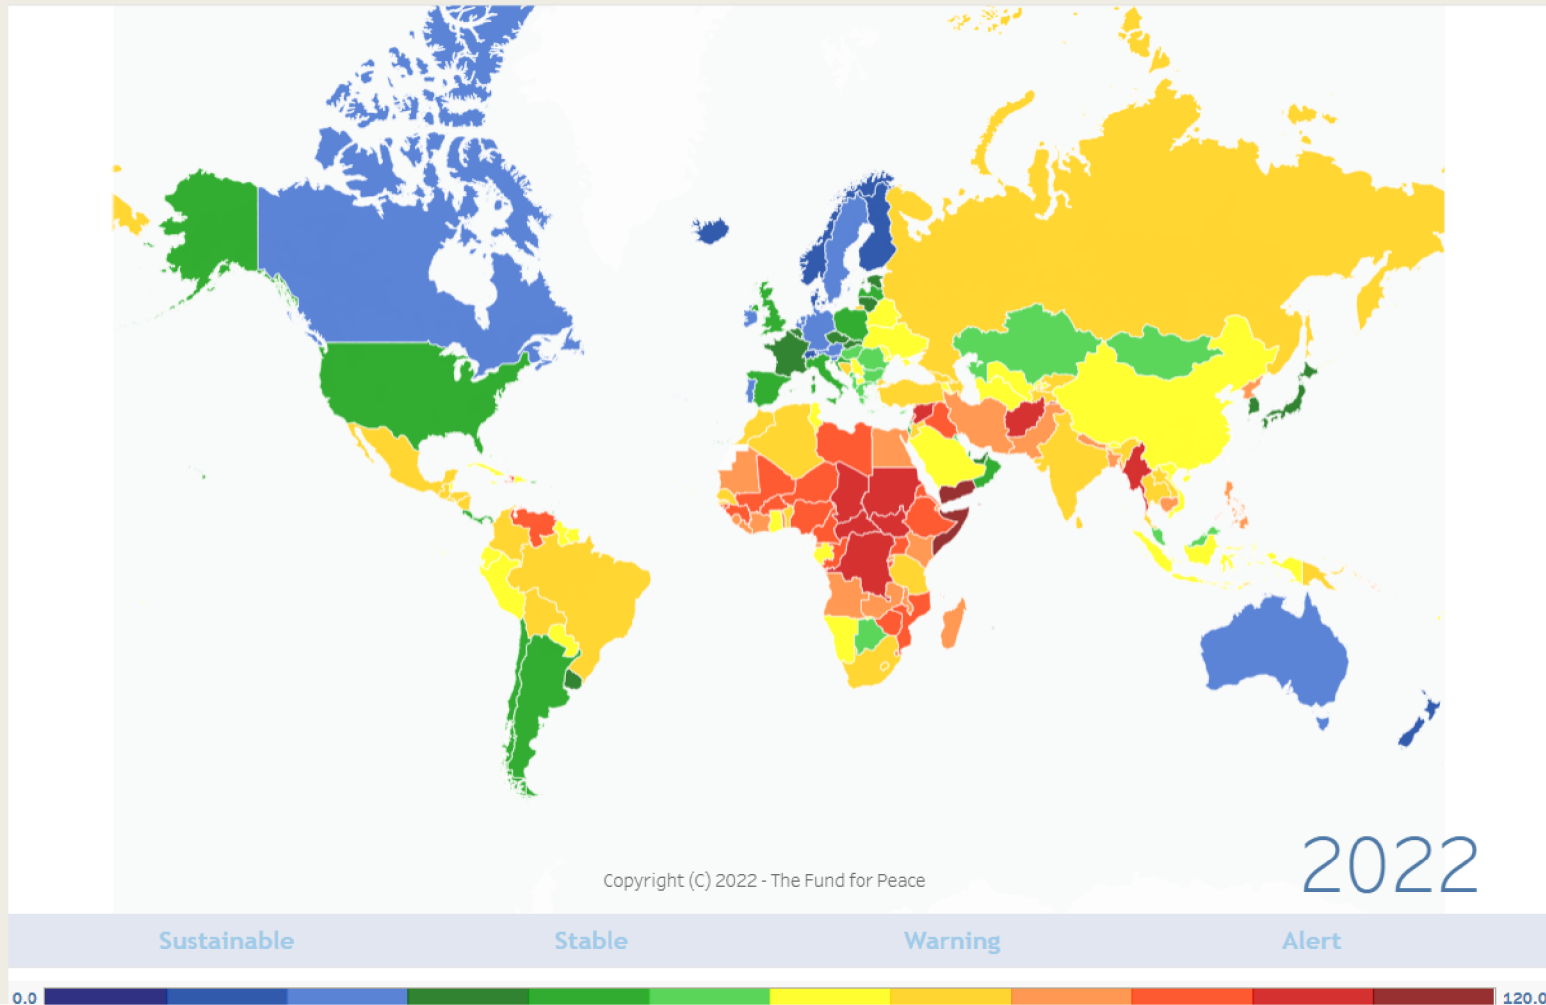 2022
Copyright (C) 2022 - The Fund for Peace
Sustainable Stable Warning Alert
0.0 120.0